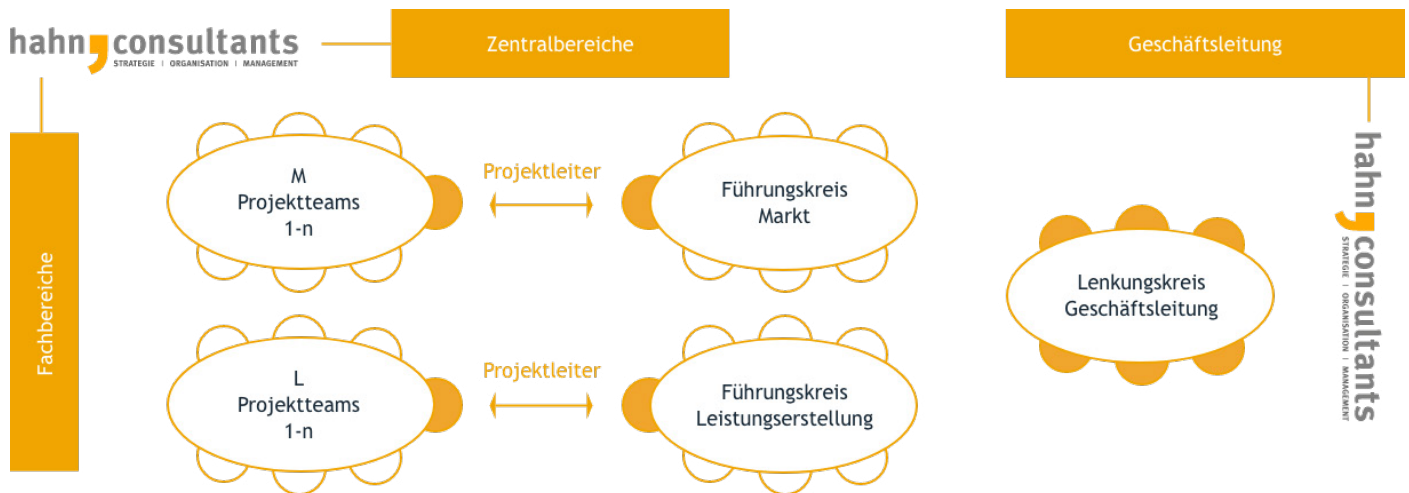 hahn,consultants
STRATEGIE | ORGANISATION | MANAGEMENT
Zentralbereiche
Geschäftsleitung
Fachbereiche
M
Projektteams
1-n
Projektleiter
Führungskreis
Markt
L
Projektteams
1-n
Projektleiter
Führungskreis
Leistungserstellung
Lenkungskreis
Geschäftsleitung
hahn,consultants
STRATEGIE | ORGANISATION | MANAGEMENT